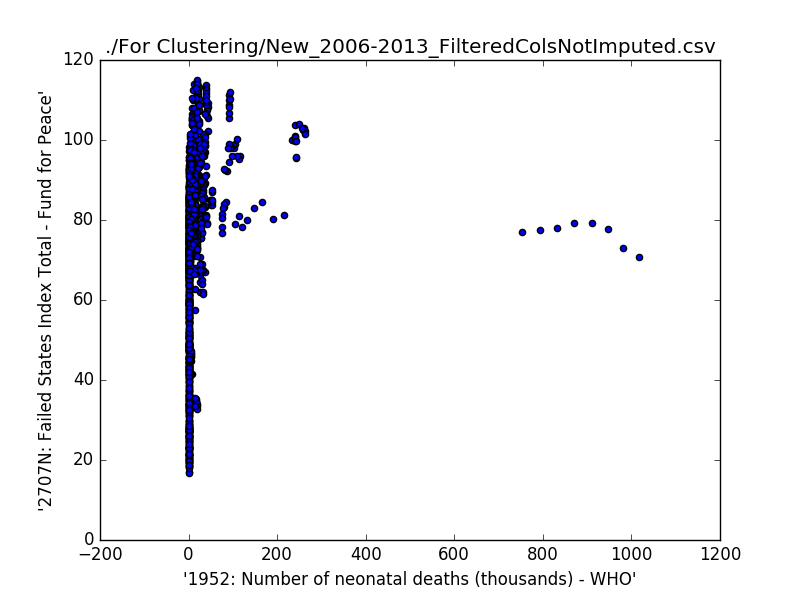 ./For Clustering/New_2006-2013_FilteredColsNotImputed.csv
120
100
80
60
40
20
0
'2707N: Failed States Index Total - Fund for Peace'
−200 0 200 400 600 800 1000 1200
'1952: Number of neonatal deaths (thousands) - WHO'